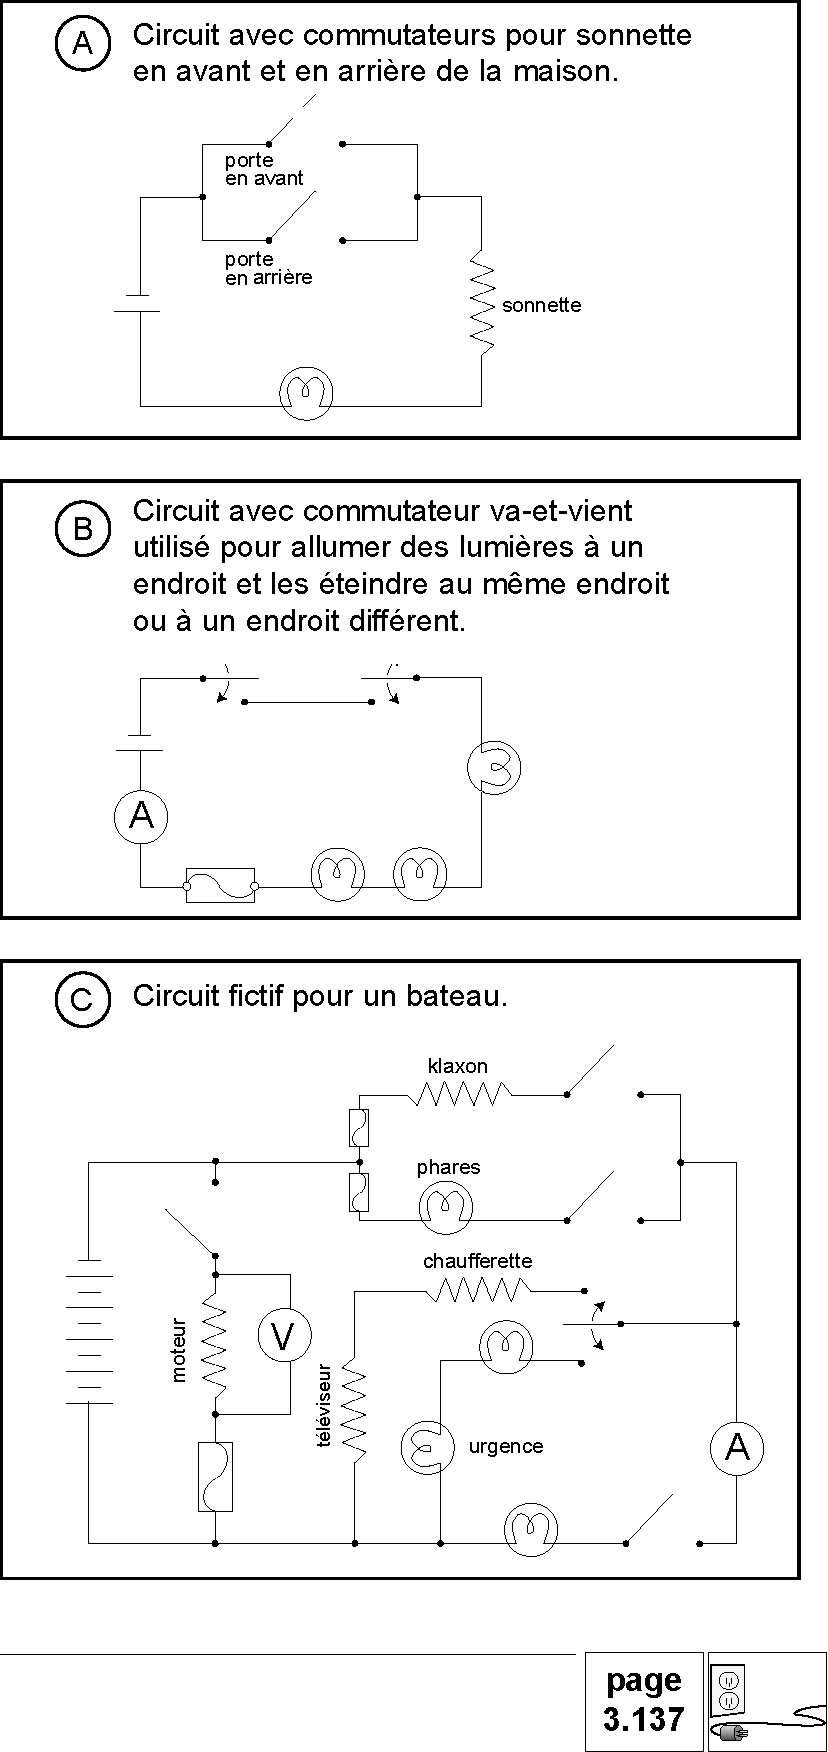 A
Circuit avec commutateurs pour sonnette
en avant et en arrière de la maison.
porte
en avant
porte
en arrière
sonnette
B
Circuit avec commutateur va-et-vient
utilisé pour allumer des lumières à un
endroit et les éteindre au même endroit
ou à un endroit différent.
A
C
Circuit fictif pour un bateau.
klaxon
phares
chaufferette
moteur
V
téléviseur
urgence
A
page
3.137